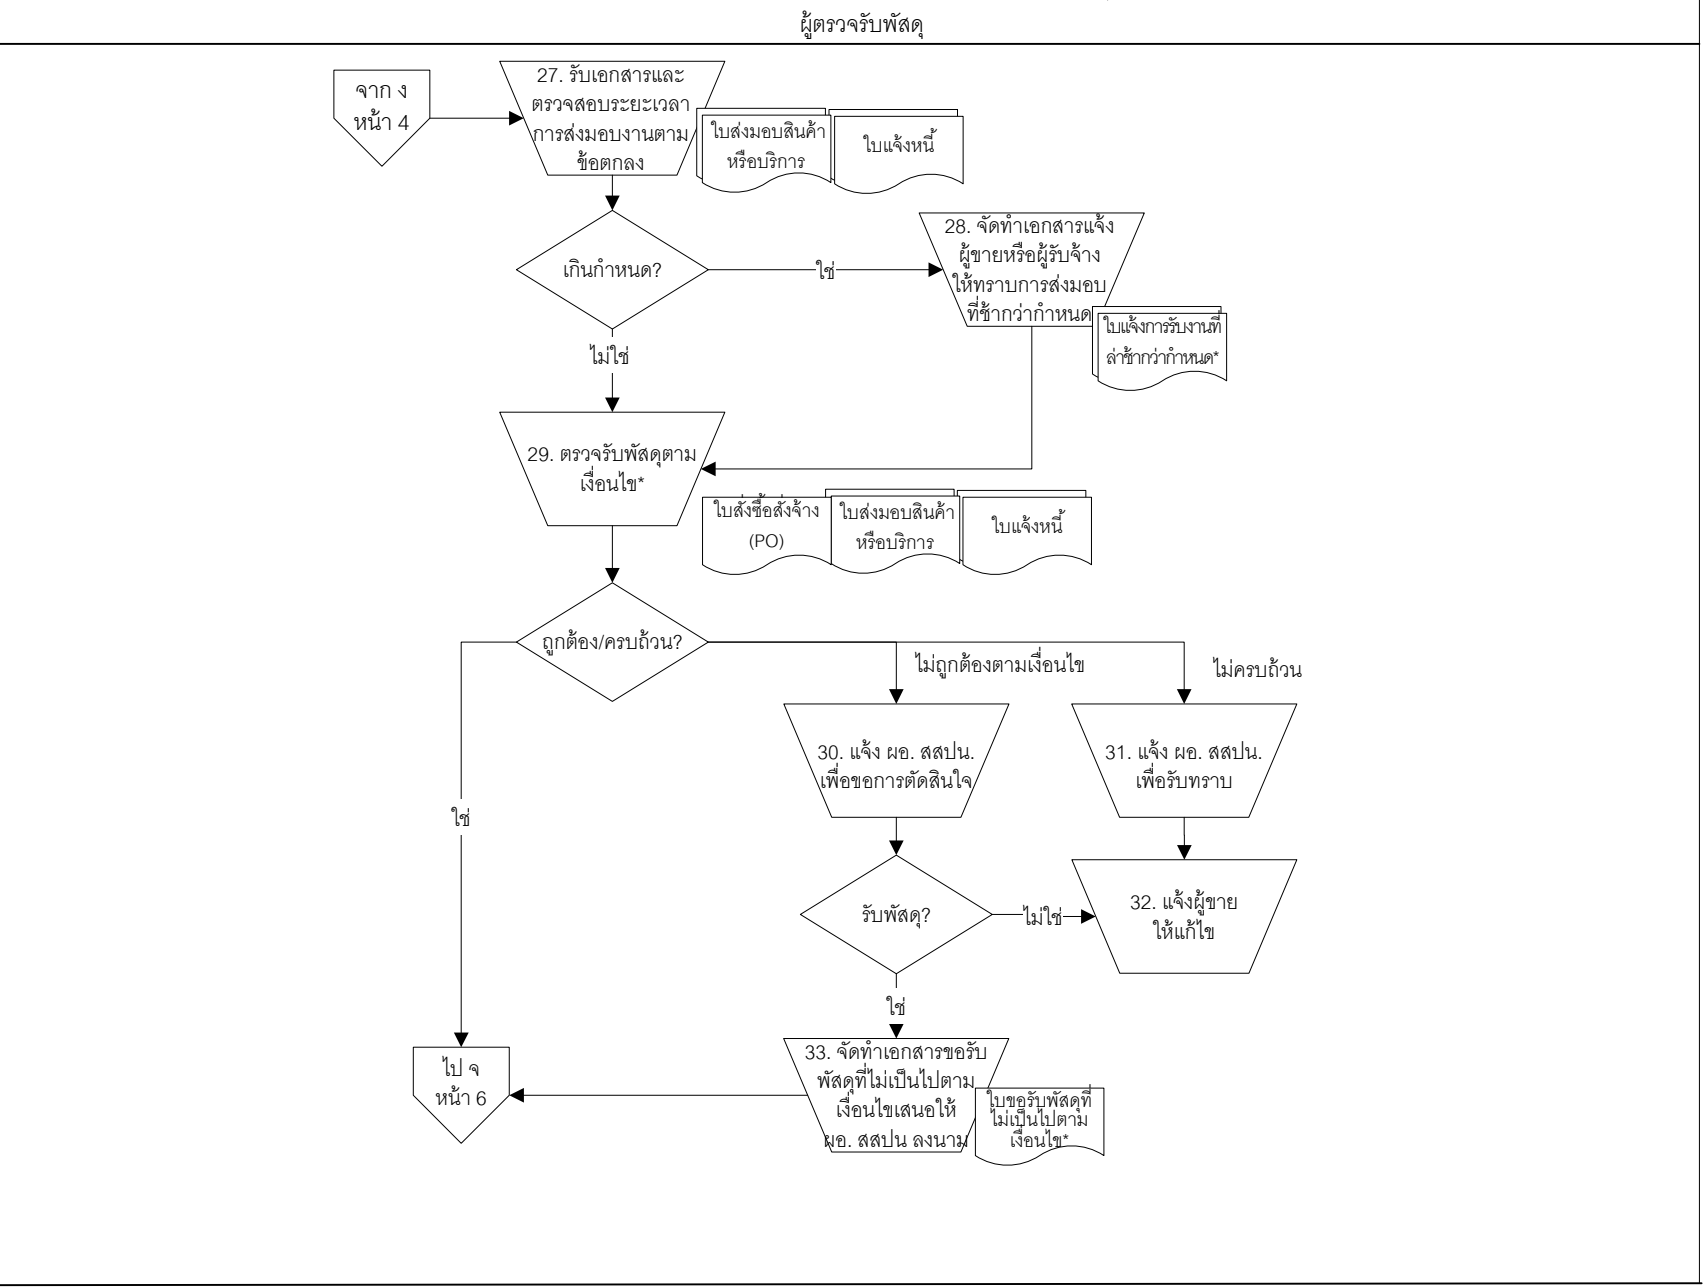 ผู้ตรวจรับพัสดุ
จาก ง
หน้า 4
27. รับเอกสารและ
ตรวจสอบระยะเวลา
การส่งมอบงานตาม
ข้อตกลง
ใบส่งมอบสินค้า
หรือบริการ
ใบแจ้งหนี้
เกินกำหนด?
ใช่
28. จัดทำเอกสารแจ้ง
ผู้ขายหรือผู้รับจ้าง
ให้ทราบการส่งมอบ
ที่ช้ากว่ากำหนด
ใบแจ้งการรับงานที่
ล่าช้ากว่ากำหนด*
ไม่ใช่
29. ตรวจรับพัสดุตาม
เงื่อนไข*
ใบสั่งซื้อสั่งจ้าง
(PO)
ใบส่งมอบสินค้า
หรือบริการ
ใบแจ้งหนี้
ถูกต้อง/ครบถ้วน?
ไม่ถูกต้องตามเงื่อนไข
ไม่ครบถ้วน
30. แจ้ง ผอ. สสปน.
เพื่อขอการตัดสินใจ
31. แจ้ง ผอ. สสปน.
เพื่อรับทราบ
ใช่
รับพัสดุ?
ไม่ใช่
32. แจ้งผู้ขาย
ให้แก้ไข
ใช่
33. จัดทำเอกสารขอรับ
พัสดุที่ไม่เป็นไปตาม
เงื่อนไขเสนอให้
ผอ. สสปน ลงนาม
ใบขอรับพัสดุที่
ไม่เป็นไปตาม
เงื่อนไข*
ไป จ
หน้า 6